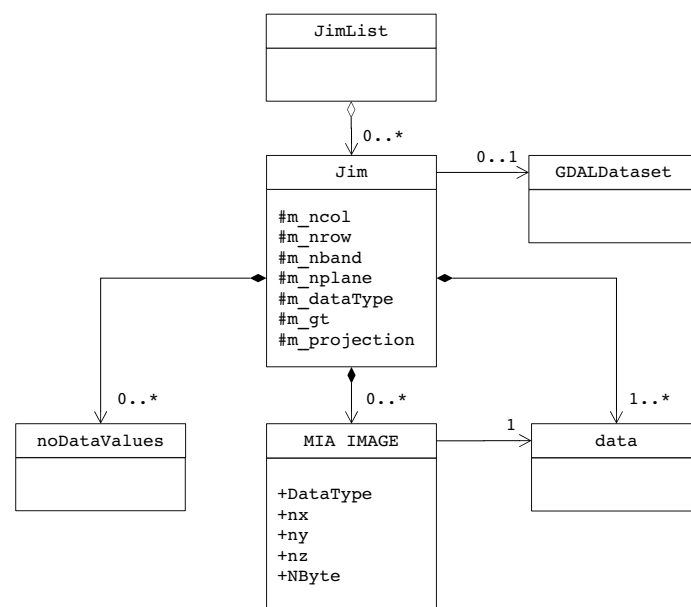 JimList
0..*
Jim
0..1
GDALDataset
#m_ncol
#m_nrow
#m_nband
#m_nplane
#m_dataType
#m_gt
#m_projection
0..*
0..*
1..*
noDataValues
MIA IMAGE
1
data
+DataType
+nx
+ny
+nz
+NByte